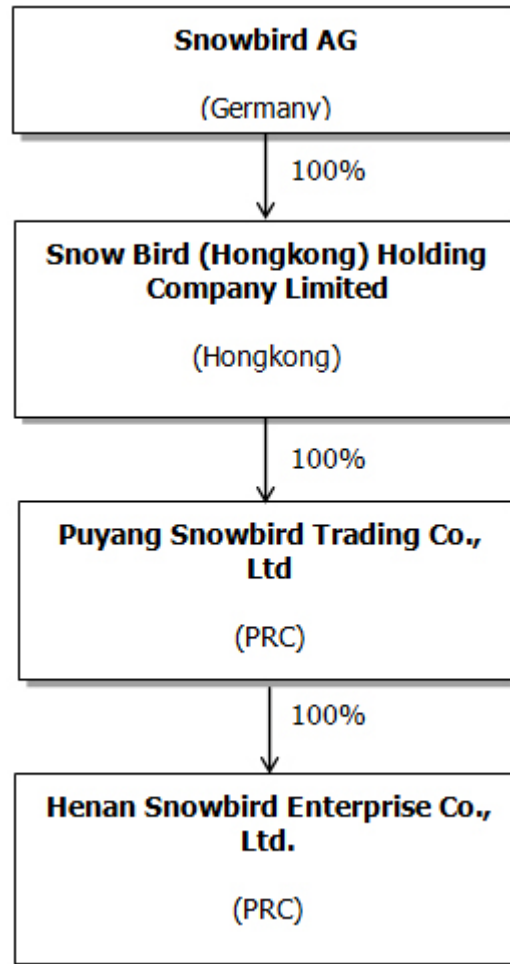 Snowbird AG
(Germany)
100%
Snow Bird (Hongkong) Holding
Company Limited
(Hongkong)
100%
Puyang Snowbird Trading Co.,
Ltd
(PRC)
100%
Henan Snowbird Enterprise Co.,
Ltd.
(PRC)